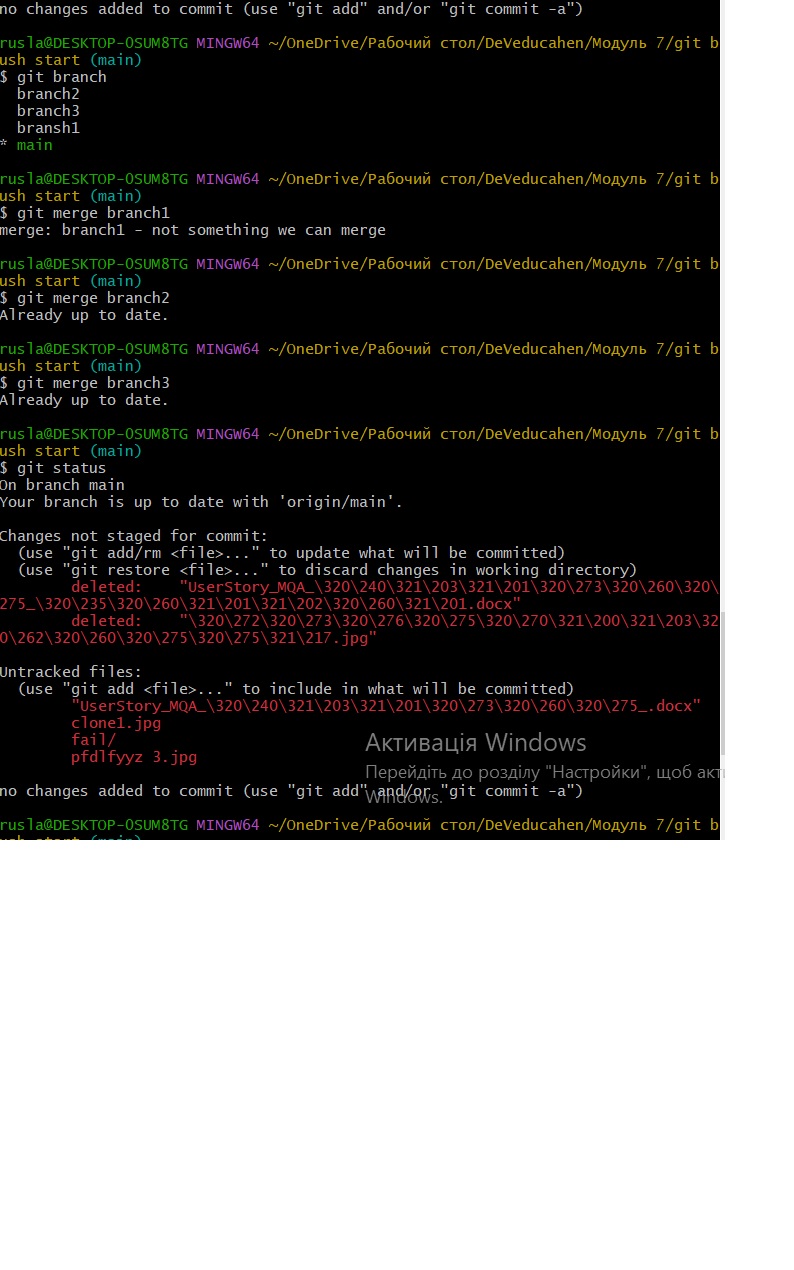 no changes added to commit (use "git add" and/or "git commit -a")
rusla@DESKTOP-OSUM8TG MINGW64 ~/OneDrive/Рабочий стол/DeVeducahen/Модуль 7/git b
ush start (main)
$ git branch
branch2
branch3
bransh1
* main
rusla@DESKTOP-OSUM8TG MINGW64 ~/OneDrive/Рабочий стол/DeVeducahen/Модуль 7/git b
ush start (main)
$ git merge branch1
merge: branch1 - not something we can merge
rusla@DESKTOP-OSUM8TG MINGW64 ~/OneDrive/Рабочий стол/DeVeducahen/Модуль 7/git b
ush start (main)
$ git merge branch2
Already up to date.
rusla@DESKTOP-OSUM8TG MINGW64 ~/OneDrive/Рабочий стол/DeVeducahen/Модуль 7/git b
ush start (main)
$ git merge branch3
Already up to date.
rusla@DESKTOP-OSUM8TG MINGW64 ~/OneDrive/Рабочий стол/DeVeducahen/Модуль 7/git b
ush start (main)
$ git status
On branch main
Your branch is up to date with 'origin/main'.
Changes not staged for commit:
(use "git add/rm <file>..." to update what will be committed)
(use "git restore <file>..." to discard changes in working directory)
deleted: "UserStory_MQA_\320\240\321\203\321\201\320\273\320\260\320\
275_\320\235\320\260\321\201\321\202\320\260\321\201.docx"
deleted: "\320\272\320\273\320\276\320\275\320\270\321\200\321\203\32
0\262\320\260\320\275\320\275\321\217.jpg"
Untracked files:
(use "git add <file>..." to include in what will be committed)
"UserStory_MQA_\320\240\321\203\321\201\320\273\320\260\320\275_.docx"
clone1.jpg
fail/
pfdlfyyz 3.jpg
Активація Windows
Перейдіть до розділу "Настройки", щоб акт
Windows.
no changes added to commit (use "git add" and/or "git commit -a")
rusla@DESKTOP-OSUM8TG MINGW64 ~/OneDrive/Рабочий стол/DeVeducahen/Модуль 7/git b
ush start (main)